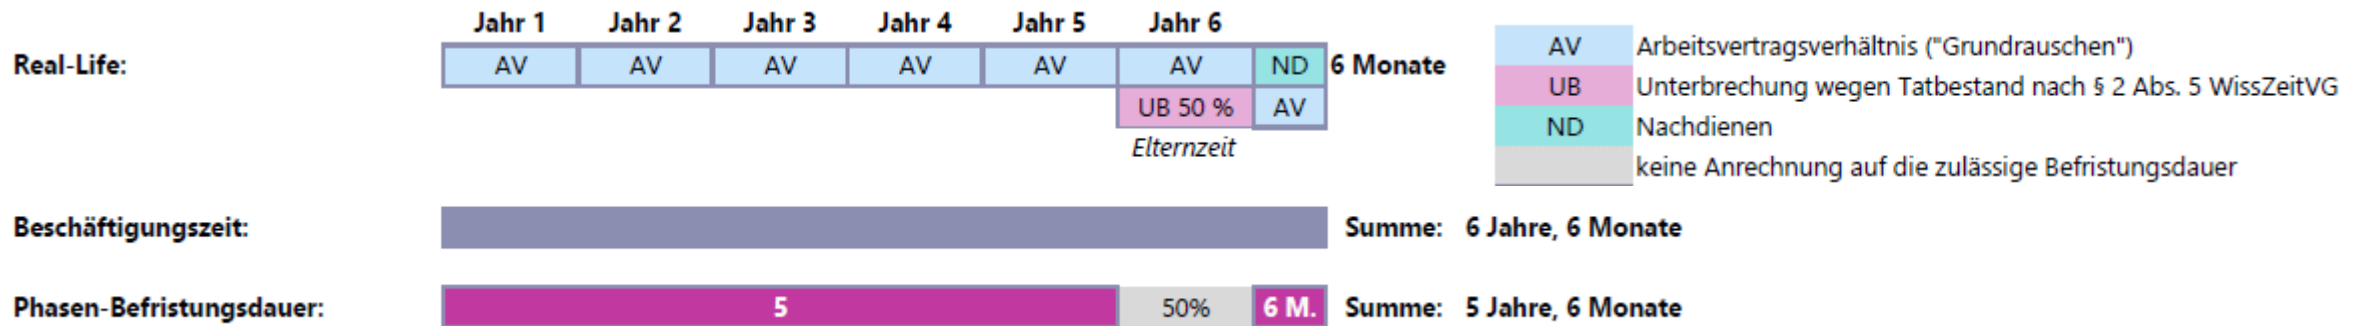 Jahr 1 Jahr 2 Jahr 3 Jahr 4 Jahr 5 Jahr 6
Real-Life: AV AV AV AV AV AV ND 6 Monate
UB 50 % AV
Elternzeit
AV Arbeitsvertragsverhältnis ("Grundrauschen")
UB Unterbrechung wegen Tatbestand nach § 2 Abs. 5 WissZeitVG
ND Nachdienen
keine Anrechnung auf die zulässige Befristungsdauer
Beschäftigungszeit: Summe: 6 Jahre, 6 Monate
Phasen-Befristungsdauer: 5 50% 6 M. Summe: 5 Jahre, 6 Monate